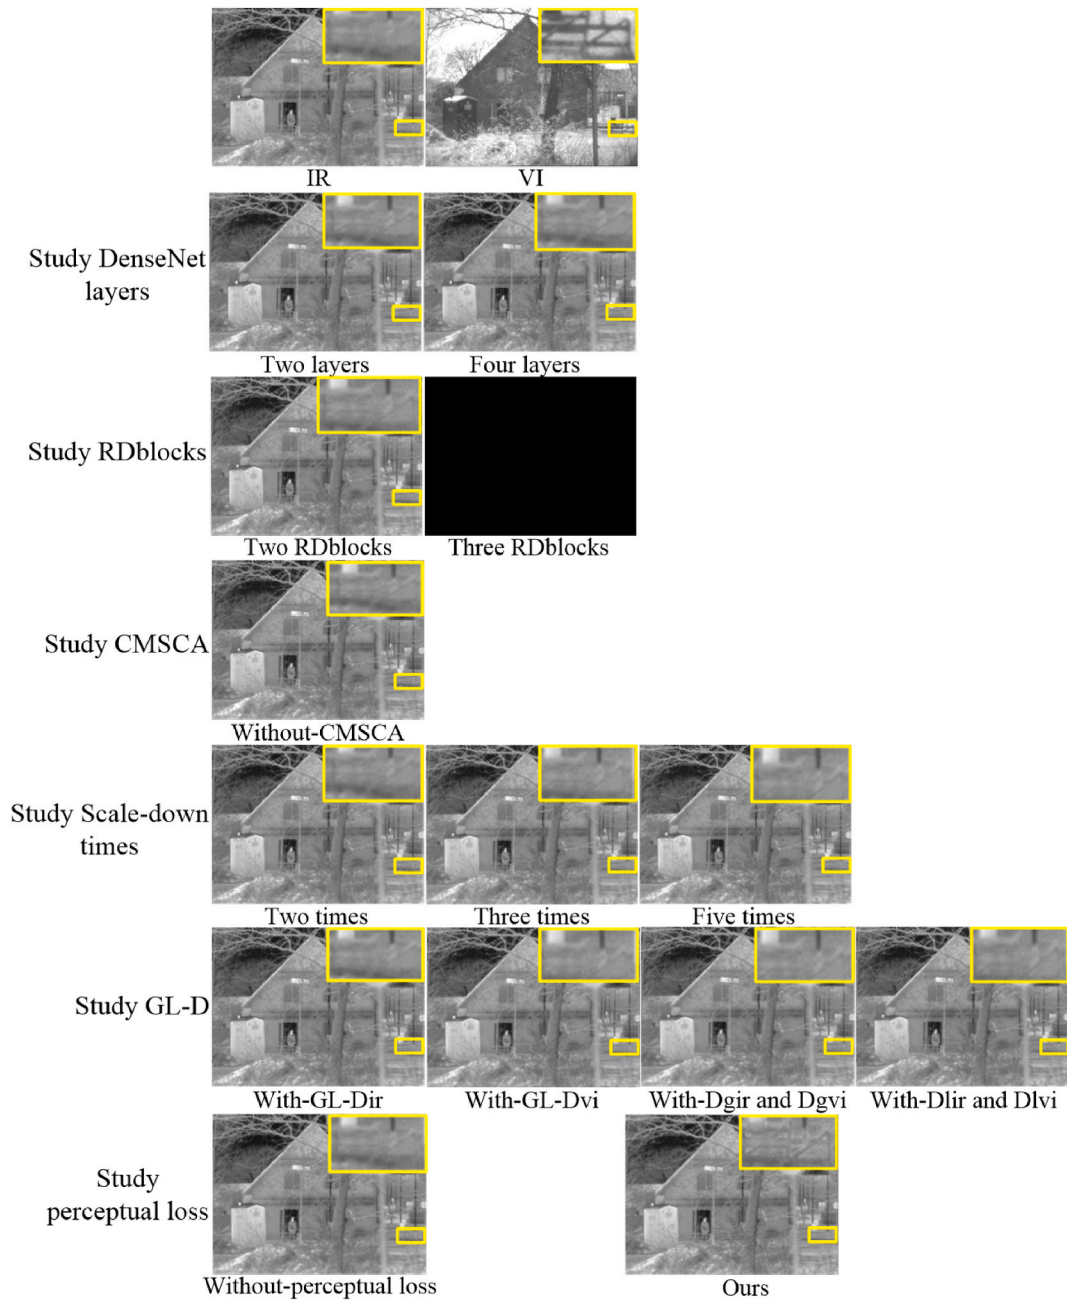 IR
VI
Study DenseNet
layers
Two layers
Four layers
Study RDblocks
Two RDblocks
Three RDblocks
Study CMSCA
Without-CMSCA
Study Scale-down
times
Two times
Three times
Five times
Study GL-D
With-GL-Dir
With-GL-Dvi
With-Dgir and Dgvi
With-Dlir and Dlvi
Study
perceptual loss
Without-perceptual loss
Ours